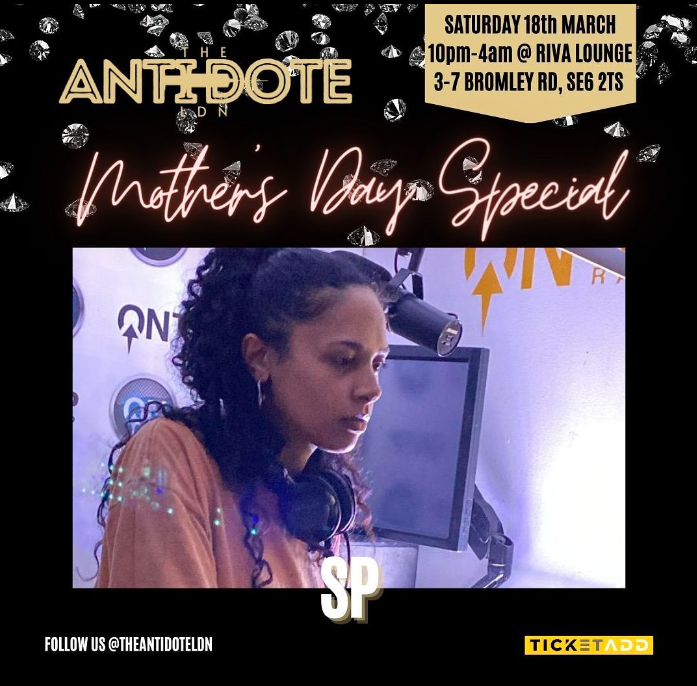 THE
ANTIDOTE
LDN
SATURDAY 18th MARCH
10pm-4am @ RIVA LOUNGE
3-7 BROMLEY RD, SE6 2TS
Mother's Day Special
ONT
SP
FOLLOW US @THEANTIDOTELDN
TICKETADD